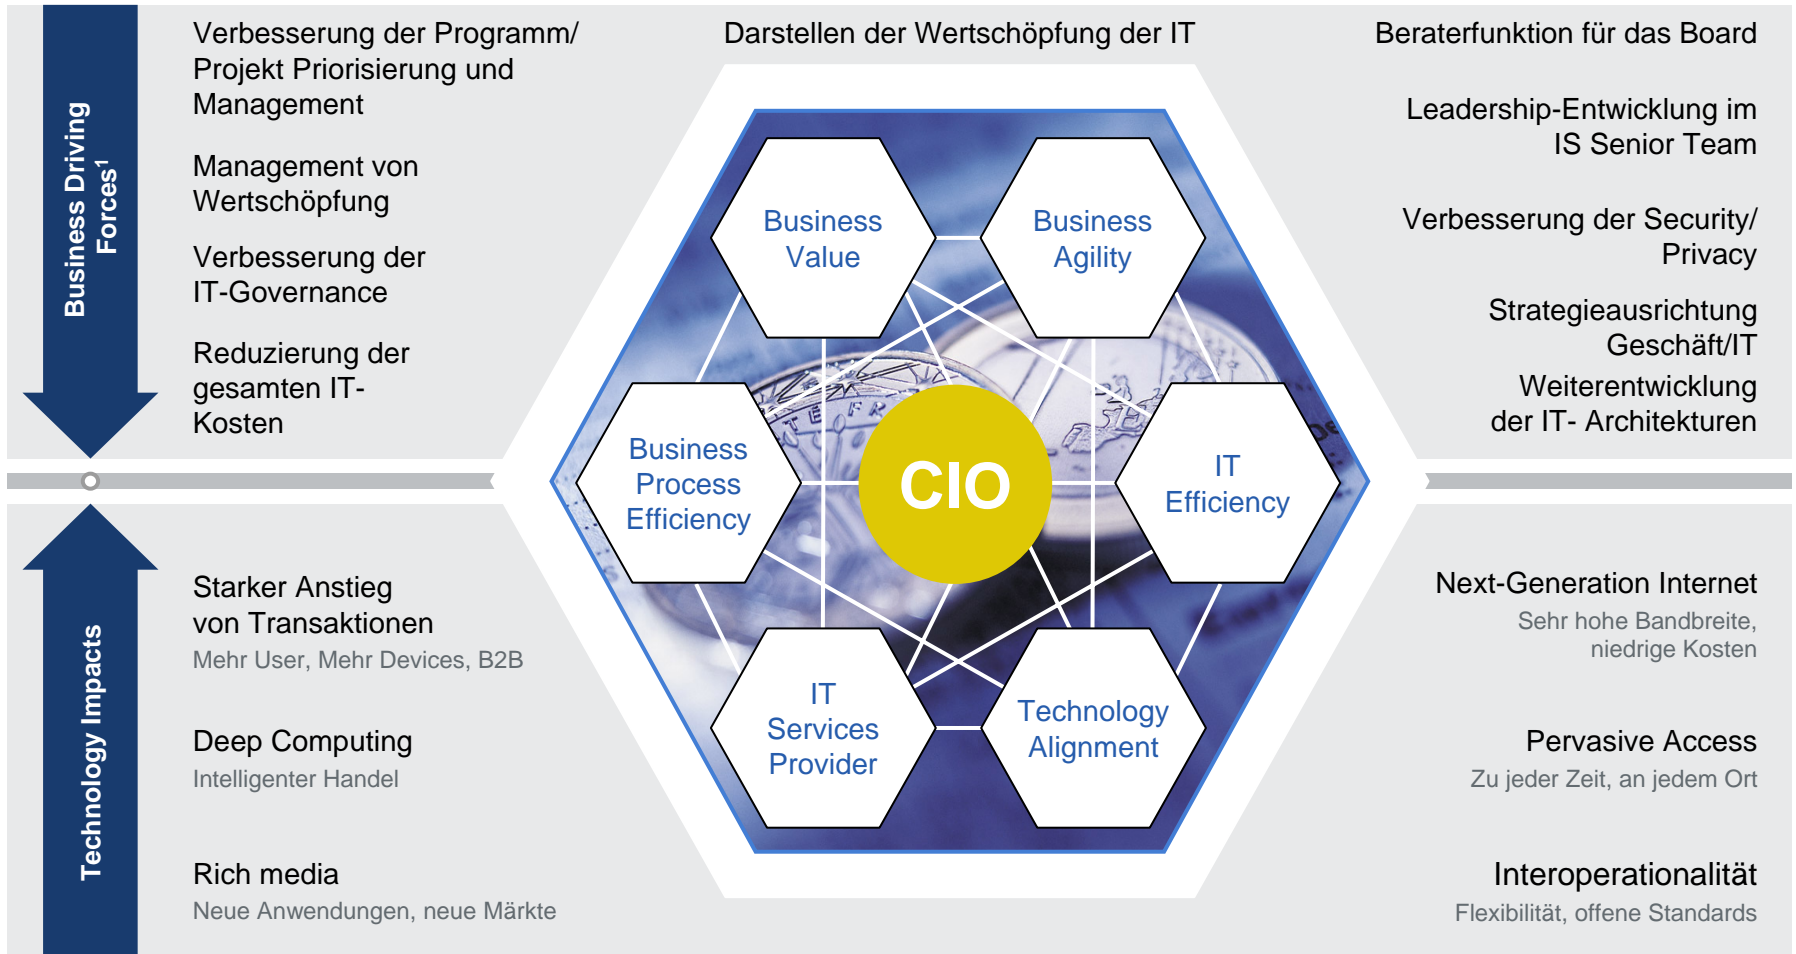 Business Driving
Forces1
Verbesserung der Programm/
Projekt Priorisierung und
Management
Management von
Wertschöpfung
Verbesserung der
IT-Governance
Reduzierung der
gesamten IT-
Kosten
Darstellen der Wertschöpfung der IT
Beraterfunktion für das Board
Leadership-Entwicklung im
IS Senior Team
Verbesserung der Security/
Privacy
Strategieausrichtung
Geschäft/IT
Weiterentwicklung
der IT- Architekturen
Business
Value
Business
Agility
Business
Process
Efficiency
CIO
IT
Efficiency
IT
Services
Provider
Technology
Alignment
Technology Impacts
Starker Anstieg
von Transaktionen
Mehr User, Mehr Devices, B2B
Deep Computing
Intelligenter Handel
Rich media
Neue Anwendungen, neue Märkte
Next-Generation Internet
Sehr hohe Bandbreite,
niedrige Kosten
Pervasive Access
Zu jeder Zeit, an jedem Ort
Interoperationalität
Flexibilität, offene Standards